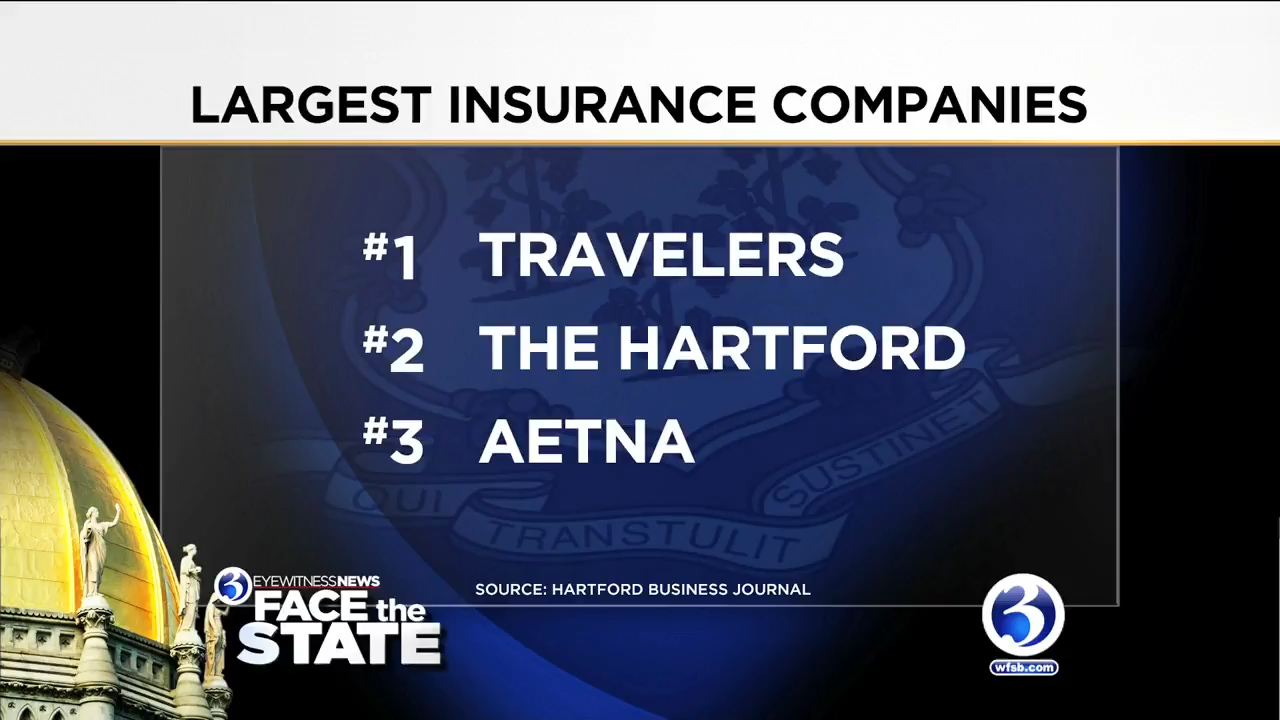 LARGEST INSURANCE COMPANIES
#1 TRAVELERS
#2 THE HARTFORD
#3 AETNA
QUI TRANSTULIT SUSTINET
SOURCE: HARTFORD BUSINESS JOURNAL
3 EYEWITNESS NEWS
FACE the
STATE
3
wfsb.com